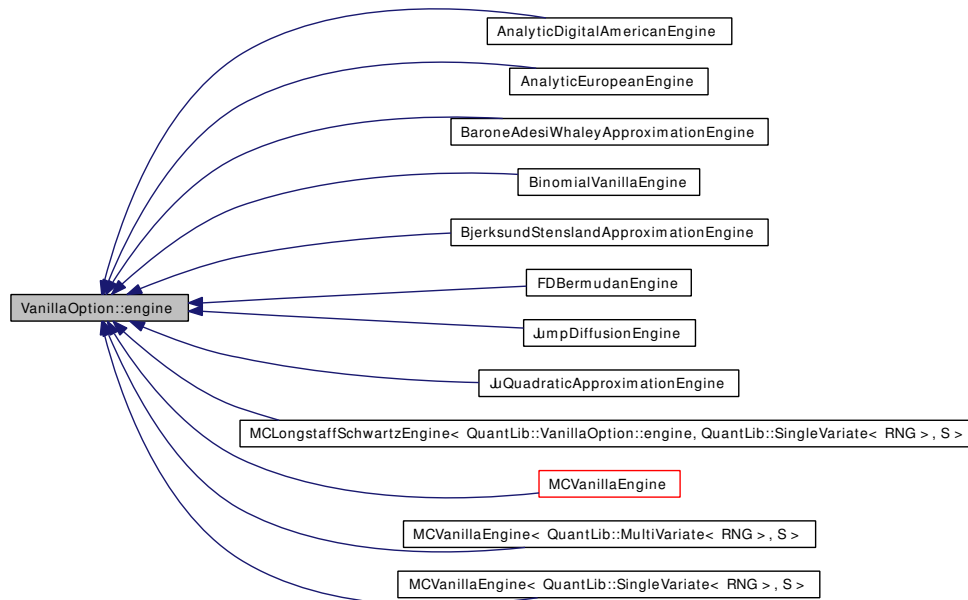 AnalyticDigitalAmericanEngine
AnalyticEuropeanEngine
BaroneAdesiWhaleyApproximationEngine
BinomialVanillaEngine
BjerksundStenslandApproximationEngine
FDBermudanEngine
VanillaOption::engine
JumpDiffusionEngine
JuQuadraticApproximationEngine
MCLongstaffSchwartzEngine< QuantLib::VanillaOption::engine, QuantLib::SingleVariate< RNG >, S >
MCVanillaEngine
MCVanillaEngine< QuantLib::MultiVariate< RNG >, S >
MCVanillaEngine< QuantLib::SingleVariate< RNG >, S >